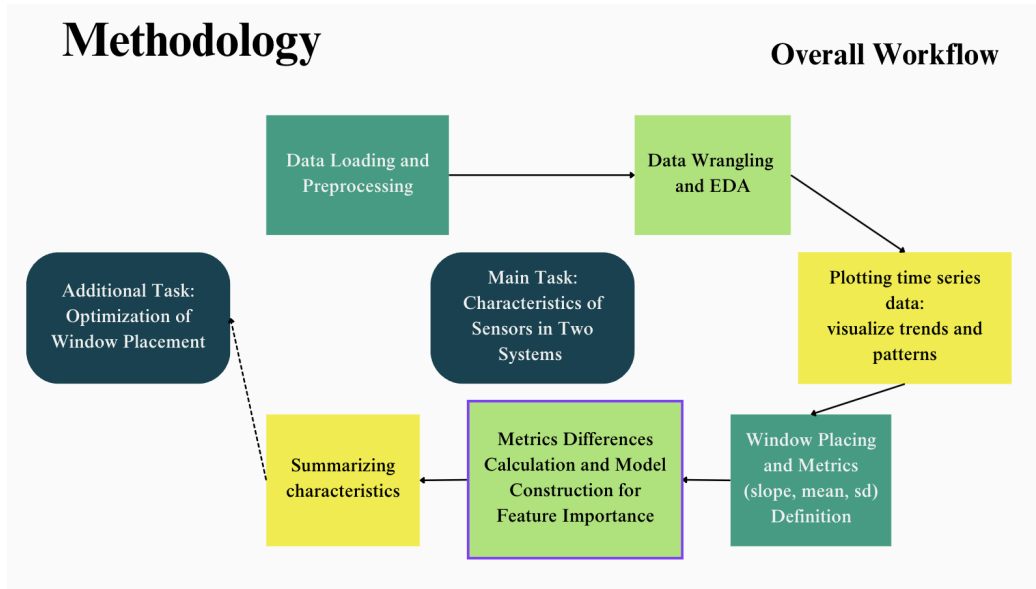 Methodology
Overall Workflow
Data Loading and
Preprocessing
Data Wrangling
and EDA
Plotting time series
data:
visualize trends and
patterns
Additional Task:
Optimization of
Window Placement
Main Task:
Characteristics of
Sensors in Two
Systems
Window Placing
and Metrics
(slope, mean, sd)
Definition
Metrics Differences
Calculation and Model
Construction for
Feature Importance
Summarizing
characteristics